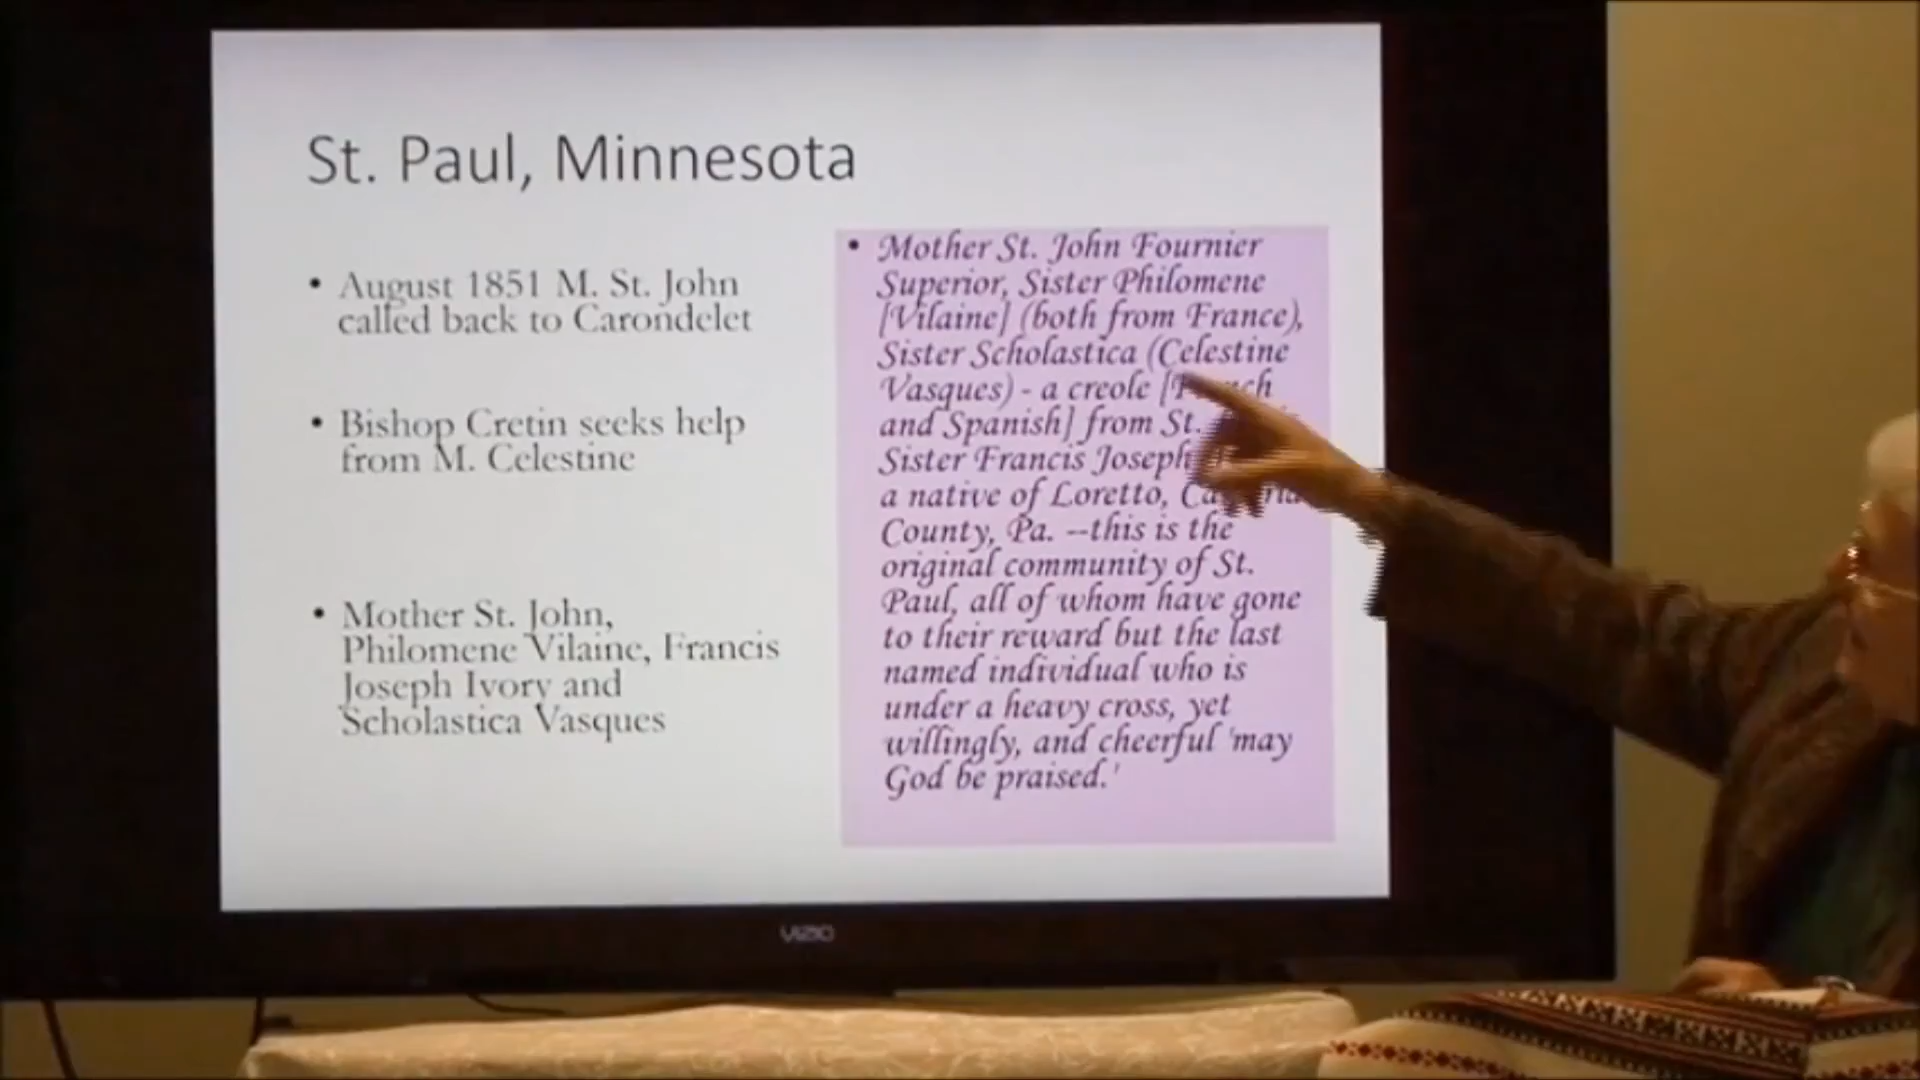 St. Paul, Minnesota
• August 1851 M. St. John
called back to Carondelet
• Bishop Cretin seeks help
from M. Celestine
• Mother St. John,
Philomene Vilaine, Francis
Joseph Ivory and
Scholastica Vasques
• Mother St. John Fournier
Superior, Sister Philomene
[Vilaine] (both from France),
Sister Scholastica (Celestine
Vasques) - a creole
and Spanish] from St.
Sister Francis Joseph
a native of Loretto,
County, Pa. --this is the
original community of St.
Paul, all of whom have gone
to their reward but the last
named individual who is
under a heavy cross, yet
willingly, and cheerful 'may
God be praised.'
VIZIO